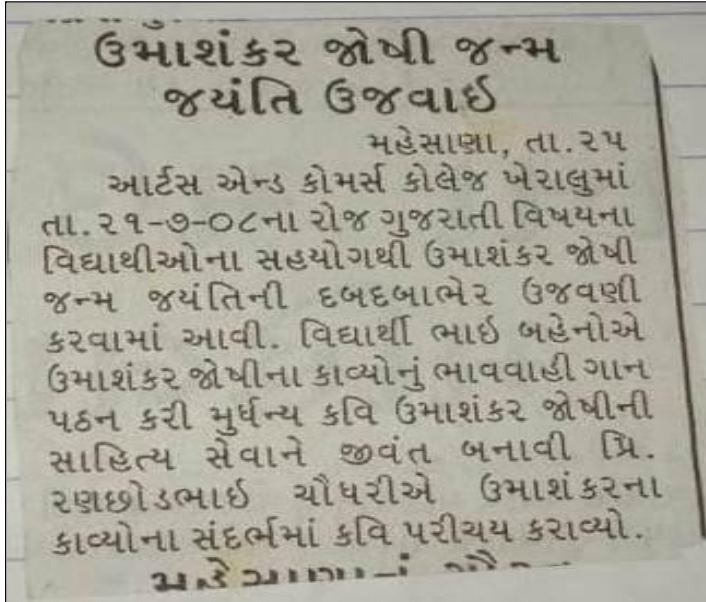 ઉમાશંકર જોષી જન્મ
જયંતિ ઉજવાઈ
મહેસાણા, તા.૨૫
આર્ટસ એન્ડ કોમર્સ કોલેજ ખેરાલુમાં
તા.૨૧-૭-૦૮ના રોજ ગુજરાતી વિષયના
વિદ્યાથીઓના સહયોગથી ઉમાશંકર જોષી
જન્મ જયંતિની દબદબાભેર ઉજવણી
કરવામાં આવી. વિદ્યાર્થી ભાઈ બહેનોએ
ઉમાશંકર જોષીના કાવ્યોનું ભાવવાહી ગાન
પઠન કરી મુર્ધન્ય કવિ ઉમાશંકર જોષીની
સાહિત્ય સેવાને જીવંત બનાવી પ્રિ.
રણછોડભાઈ ચૌધરીએ ઉમાશંકરના
કાવ્યોના સંદર્ભમાં કવિ પરીચય કરાવ્યો.